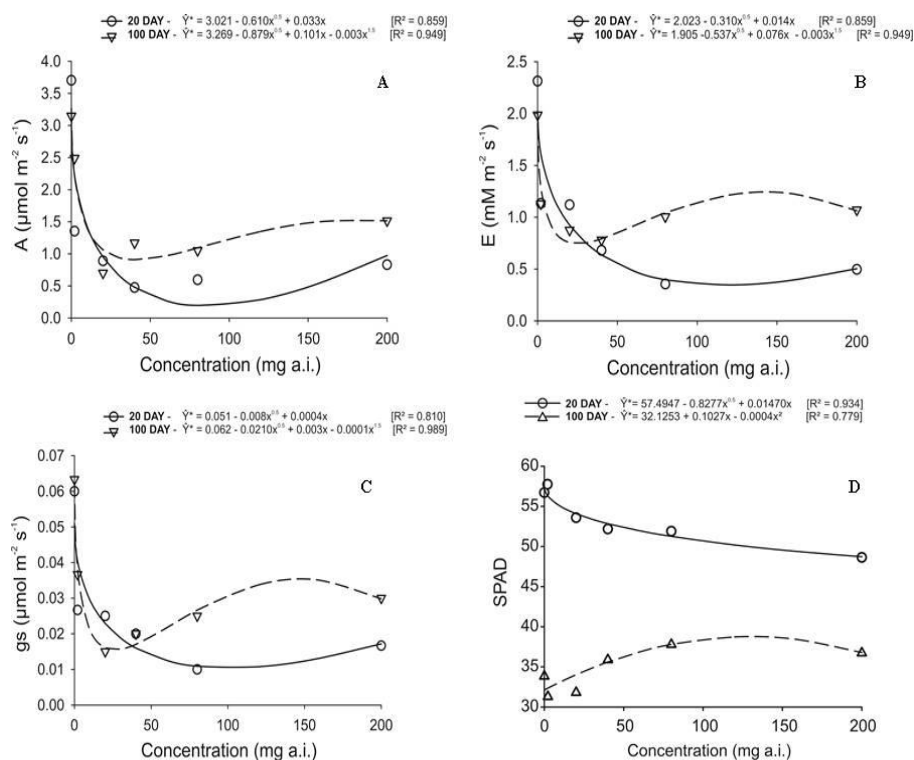 20 DAY - Ŷ* = 3.021 - 0.610x^0.5 + 0.033x [R² = 0.859]
100 DAY - Ŷ* = 3.269 - 0.879x^0.5 + 0.101x -0.003x^1.5 [R² = 0.949]
A
4.0
3.5
3.0
2.5
2.0
1.5
1.0
0.5
0.0
A (µmol m⁻² s⁻¹)
0 50 100 150 200
Concentration (mg a.i.)
20 DAY - Ŷ* = 2.023 - 0.310x^0.5 + 0.014x [R² = 0.859]
100 DAY - Ŷ*= 1.905 -0.537x^0.5 + 0.076x -0.003x^1.5 [R² = 0.949]
B
2.5
2.0
1.5
1.0
0.5
0.0
E (mM m⁻² s⁻¹)
0 50 100 150 200
Concentration (mg a.i.)
20 DAY - Ŷ* = 0.051 - 0.008x^0.5 + 0.0004x [R² = 0.810]
100 DAY - Ŷ* = 0.062 - 0.0210x^0.5 + 0.003x -0.0001x^1.5 [R² = 0.989]
C
0.07
0.06
0.05
0.04
0.03
0.02
0.01
0.00
gs (µmol m⁻² s⁻¹)
0 50 100 150 200
Concentration (mg a.i.)
20 DAY - Ŷ* = 57.4947 - 0.8277x^0.5 + 0.01470x [R² = 0.934]
100 DAY - Ŷ* = 32.1253 + 0.1027x - 0.0004x² [R² = 0.779]
D
60
55
50
45
40
35
30
SPAD
0 50 100 150 200
Concentration (mg a.i.)